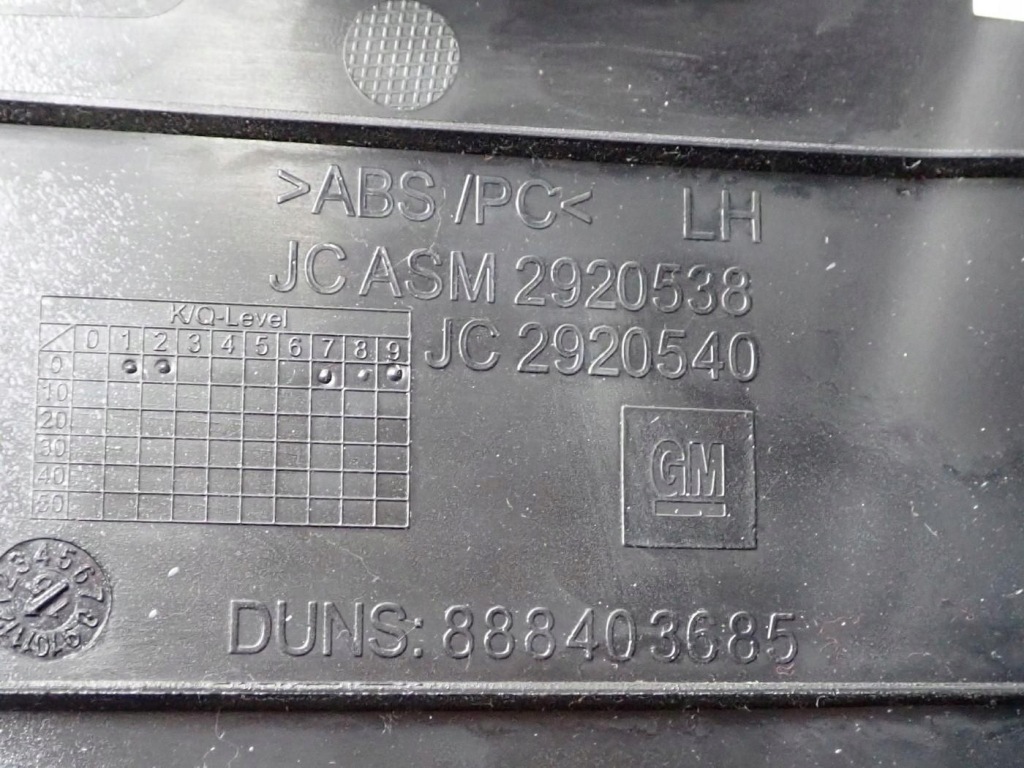 >ABS/PC< LH
JC ASM 2920538
JC 2920540
K/Q-Level
0 1 2 3 4 5 6 7 8 9
0
10
20
30
40
50
GM
DUNS: 888403685